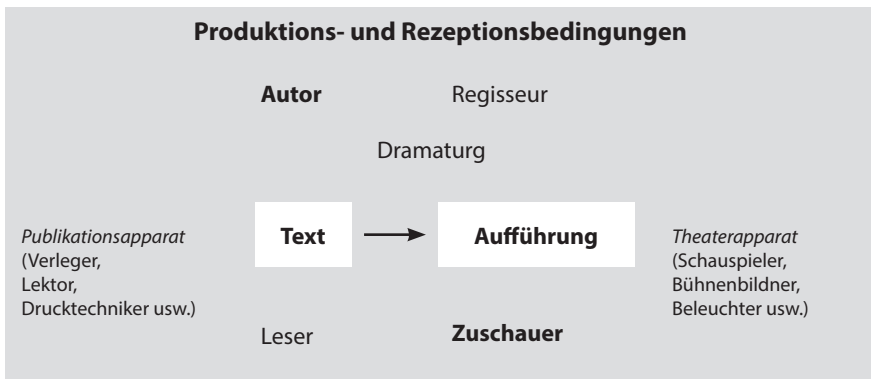 Produktions- und Rezeptionsbedingungen
Autor
Regisseur
Dramaturg
Publikationsapparat
(Verleger,
Lektor,
Drucktechniker usw.)
Text
Aufführung
Theaterapparat
(Schauspieler,
Bühnenbildner,
Beleuchter usw.)
Leser
Zuschauer